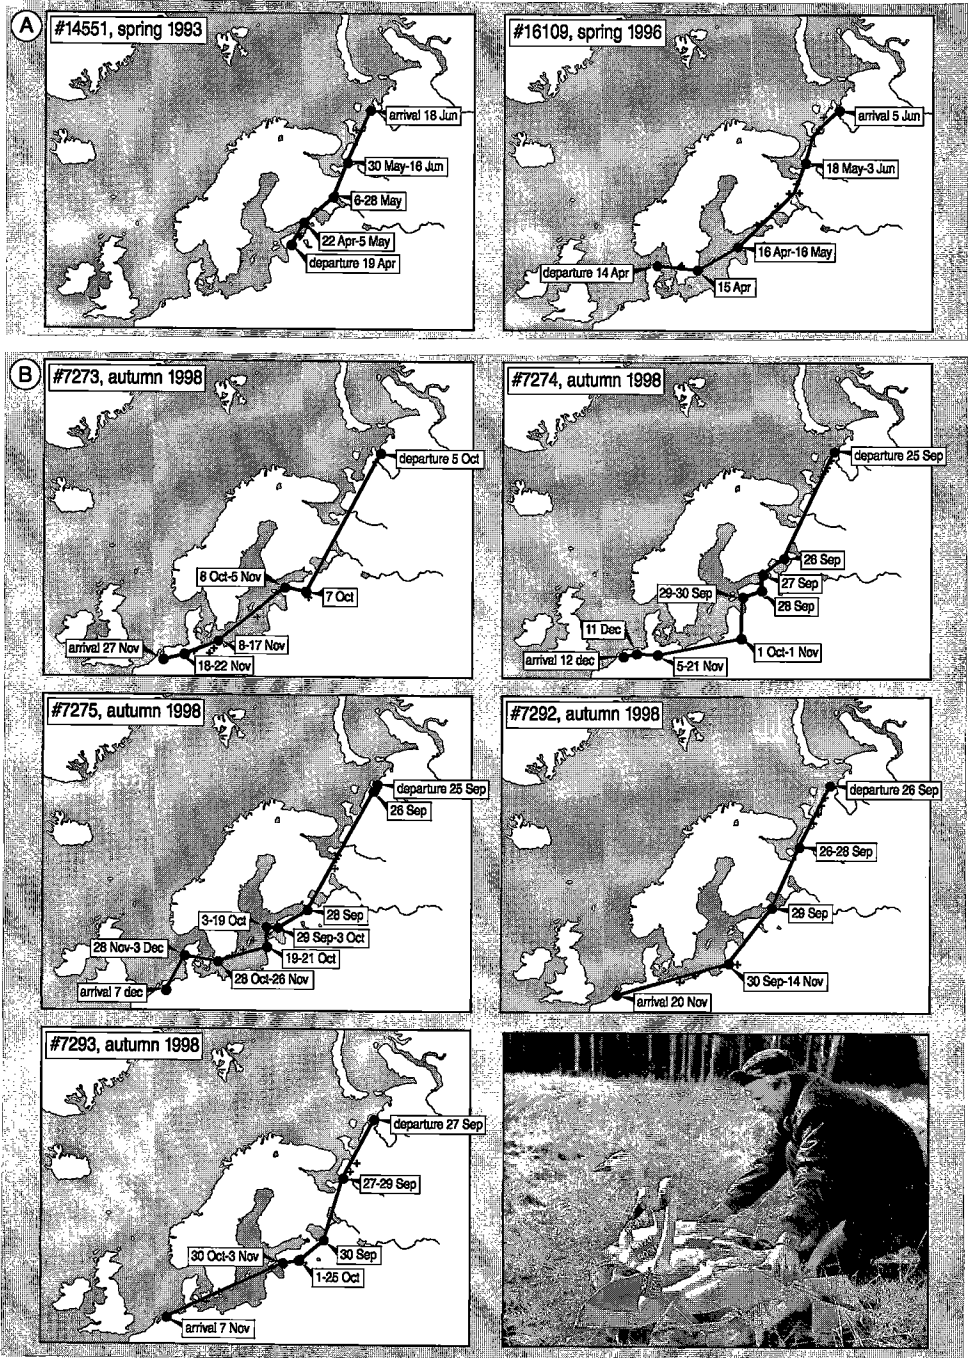 A
#14551, spring 1993
arrival 18 Jun
30 May-16 Jun
6-28 May
22 Apr-5 May
departure 19 Apr
#16109, spring 1996
arrival 5 Jun
18 May-3 Jun
16 Apr-16 May
departure 14 Apr
15 Apr
B
#7273, autumn 1998
departure 5 Oct
8 Oct-5 Nov
7 Oct
arrival 27 Nov
8-17 Nov
18-22 Nov
#7274, autumn 1998
departure 25 Sep
26 Sep
27 Sep
29-30 Sep
28 Sep
11 Dec
1 Oct-1 Nov
arrival 12 dec
5-21 Nov
#7275, autumn 1998
departure 25 Sep
26 Sep
28 Sep
3-19 Oct
29 Sep-3 Oct
28 Nov-3 Dec
19-21 Oct
26 Oct-26 Nov
arrival 7 dec
#7292, autumn 1998
departure 26 Sep
26-28 Sep
29 Sep
30 Sep-14 Nov
arrival 20 Nov
#7293, autumn 1998
departure 27 Sep
27-29 Sep
30 Sep
30 Oct-3 Nov
1-25 Oct
arrival 7 Nov